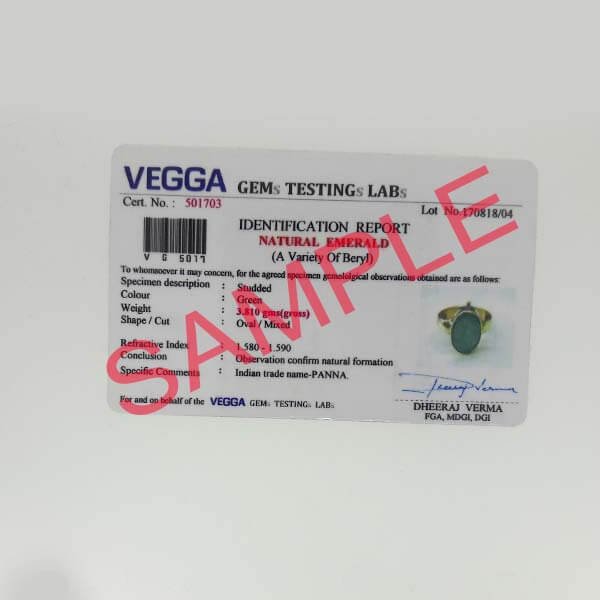 VEGGA GEMS TESTINGS LABS
Cert. No. : 501703
Lot No.170818/04
V G 5017
IDENTIFICATION REPORT
NATURAL EMERALD
(A Variety Of Beryl)
To whomsoever it may concern, for the agreed specimen gemological observations obtained are as follows:
Specimen description : Studded
Colour : Green
Weight : 3.810 gms(gross)
Shape / Cut : Oval / Mixed
Refractive Index : 1.580 - 1.590
Conclusion : Observation confirm natural formation
Specific Comments : Indian trade name-PANNA.
For and on behalf of the VEGGA GEMS TESTINGS LABS
Dheeraj Verma
DHEERAJ VERMA
FGA, MDGI, DGI
SAMPLE